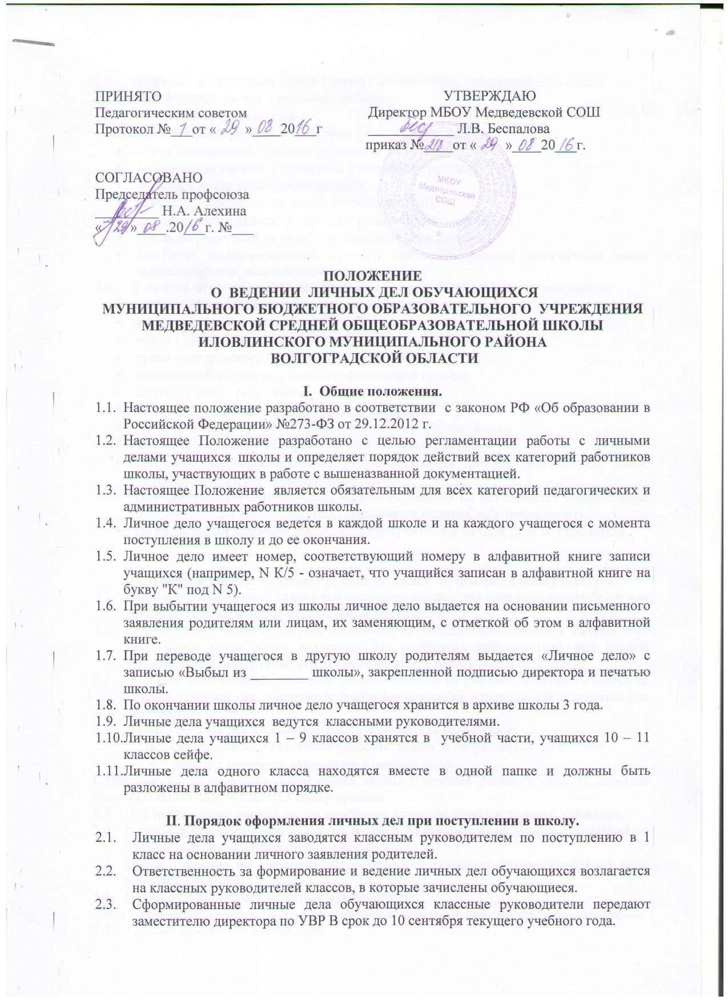 ПРИНЯТО УТВЕРЖДАЮ
Педагогическим советом Директор МБОУ Медведевской СОШ
Протокол № 1 от « 29 » 08 2016 г ____________ Л.В. Беспалова
приказ № 218 от « 29 » 08 20 16 г.
МБОУ
Медведевская
СОШ
СОГЛАСОВАНО
Председатель профсоюза
_________ Н.А. Алехина
« 29 » 08 .20 16 г. №___
ПОЛОЖЕНИЕ
О ВЕДЕНИИ ЛИЧНЫХ ДЕЛ ОБУЧАЮЩИХСЯ
МУНИЦИПАЛЬНОГО БЮДЖЕТНОГО ОБРАЗОВАТЕЛЬНОГО УЧРЕЖДЕНИЯ
МЕДВЕДЕВСКОЙ СРЕДНЕЙ ОБЩЕОБРАЗОВАТЕЛЬНОЙ ШКОЛЫ
ИЛОВЛИНСКОГО МУНИЦИПАЛЬНОГО РАЙОНА
ВОЛГОГРАДСКОЙ ОБЛАСТИ
I. Общие положения.
1.1. Настоящее положение разработано в соответствии с законом РФ «Об образовании в
Российской Федерации» №273-ФЗ от 29.12.2012 г.
1.2. Настоящее Положение разработано с целью регламентации работы с личными
делами учащихся школы и определяет порядок действий всех категорий работников
школы, участвующих в работе с вышеназванной документацией.
1.3. Настоящее Положение является обязательным для всех категорий педагогических и
административных работников школы.
1.4. Личное дело учащегося ведется в каждой школе и на каждого учащегося с момента
поступления в школу и до ее окончания.
1.5. Личное дело имеет номер, соответствующий номеру в алфавитной книге записи
учащихся (например, N К/5 - означает, что учащийся записан в алфавитной книге на
букву "К" под N 5).
1.6. При выбытии учащегося из школы личное дело выдается на основании письменного
заявления родителям или лицам, их заменяющим, с отметкой об этом в алфавитной
книге.
1.7. При переводе учащегося в другую школу родителям выдается «Личное дело» с
записью «Выбыл из ________ школы», закрепленной подписью директора и печатью
школы.
1.8. По окончании школы личное дело учащегося хранится в архиве школы 3 года.
1.9. Личные дела учащихся ведутся классными руководителями.
1.10.Личные дела учащихся 1 – 9 классов хранятся в учебной части, учащихся 10 – 11
классов сейфе.
1.11.Личные дела одного класса находятся вместе в одной папке и должны быть
разложены в алфавитном порядке.
II. Порядок оформления личных дел при поступлении в школу.
2.1. Личные дела учащихся заводятся классным руководителем по поступлению в 1
класс на основании личного заявления родителей.
2.2. Ответственность за формирование и ведение личных дел обучающихся возлагается
на классных руководителей классов, в которые зачислены обучающиеся.
2.3. Сформированные личные дела обучающихся классные руководители передают
заместителю директора по УВР В срок до 10 сентября текущего учебного года.